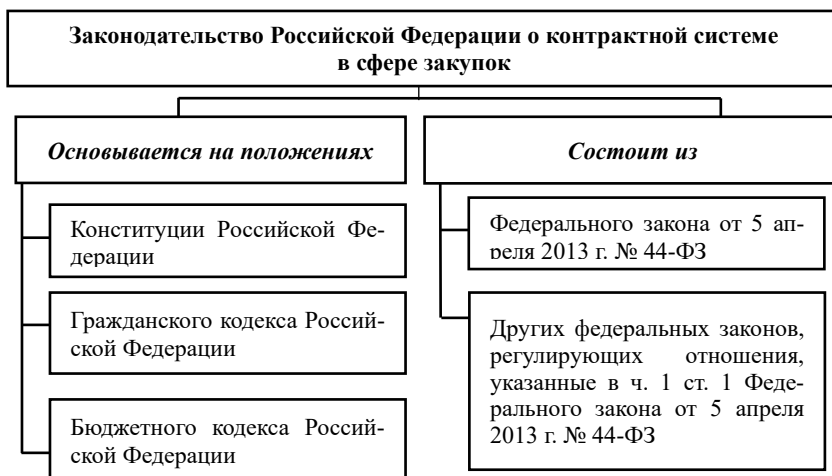 Законодательство Российской Федерации о контрактной системе
в сфере закупок
Основывается на положениях
Конституции Российской Фе-
дерации
Гражданского кодекса Россий-
ской Федерации
Бюджетного кодекса Россий-
ской Федерации
Состоит из
Федерального закона от 5 ап-
реля 2013 г. № 44-ФЗ
Других федеральных законов,
регулирующих отношения,
указанные в ч. 1 ст. 1 Феде-
рального закона от 5 апреля
2013 г. № 44-ФЗ